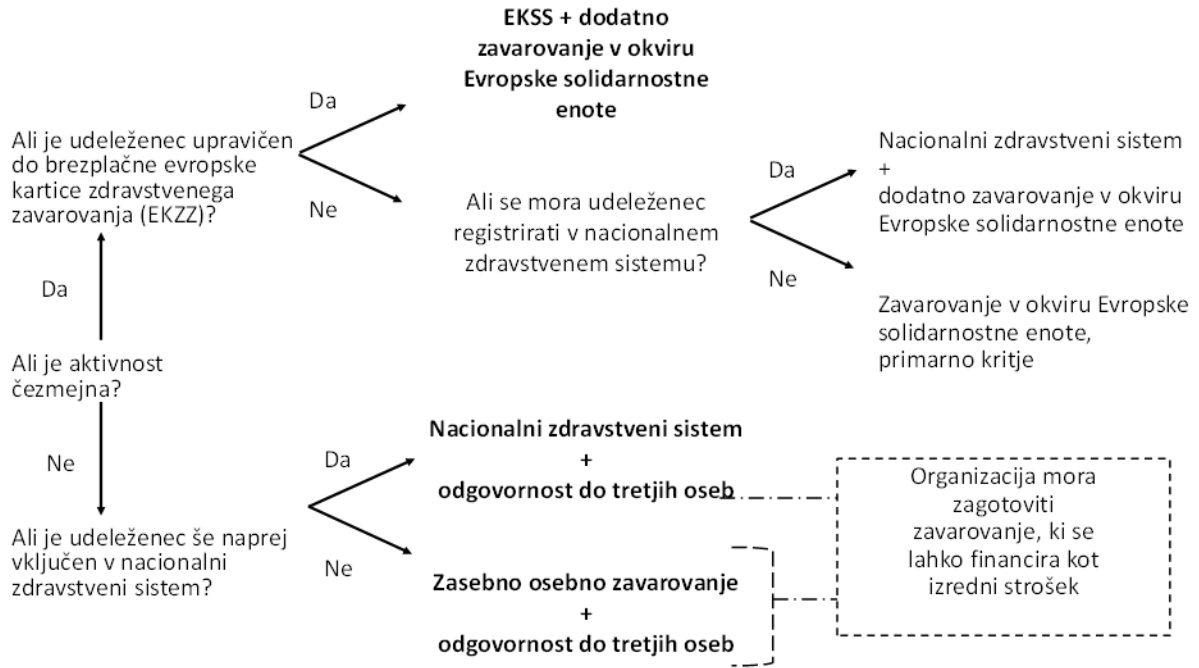 EKSS + dodatno
zavarovanje v okviru
Evropske solidarnostne
enote
Da
Ali je udeleženec upravičen
do brezplačne evropske
kartice zdravstvenega
zavarovanja (EKZZ)?
Ne
Ali se mora udeleženec
registrirati v nacionalnem
zdravstvenem sistemu?
Da
Nacionalni zdravstveni sistem
+
dodatno zavarovanje v okviru
Evropske solidarnostne enote
Ne
Zavarovanje v okviru Evropske
solidarnostne enote,
primarno kritje
Da
Ali je aktivnost
čezmejna?
Ne
Ali je udeleženec še naprej
vključen v nacionalni
zdravstveni sistem?
Da
Nacionalni zdravstveni sistem
+
odgovornost do tretjih oseb
Ne
Zasebno osebno zavarovanje
+
odgovornost do tretjih oseb
Organizacija mora
zagotoviti
zavarovanje, ki se
lahko financira kot
izredni strošek